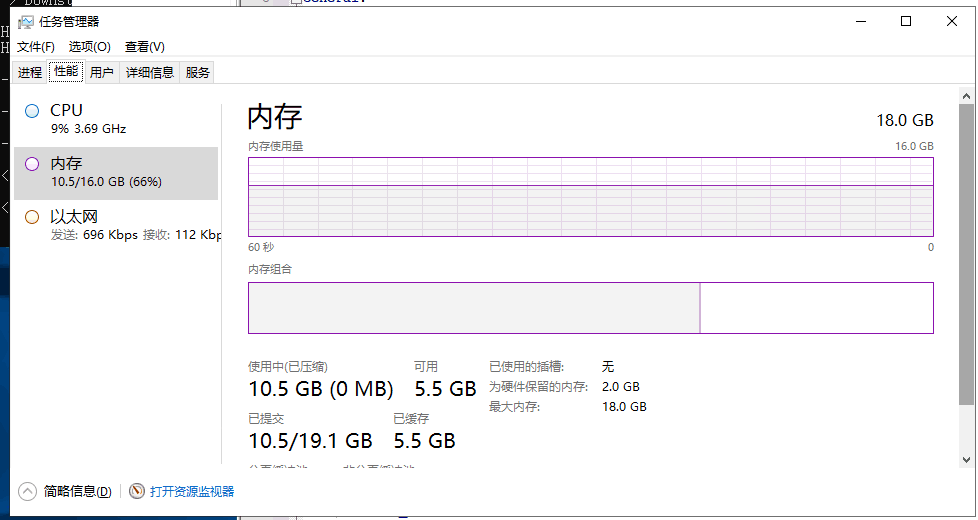 任务管理器
文件(F) 选项(O) 查看(V)
进程 性能 用户 详细信息 服务
CPU
9% 3.69 GHz
内存
10.5/16.0 GB (66%)
以太网
发送: 696 Kbps 接收: 112 Kbp
内存 18.0 GB
内存使用量 16.0 GB
60 秒 0
内存组合
使用中(已压缩) 可用 已使用的插槽: 无
10.5 GB (0 MB) 5.5 GB 为硬件保留的内存: 2.0 GB
最大内存: 18.0 GB
已提交 已缓存
10.5/19.1 GB 5.5 GB
简略信息(D) 打开资源监视器